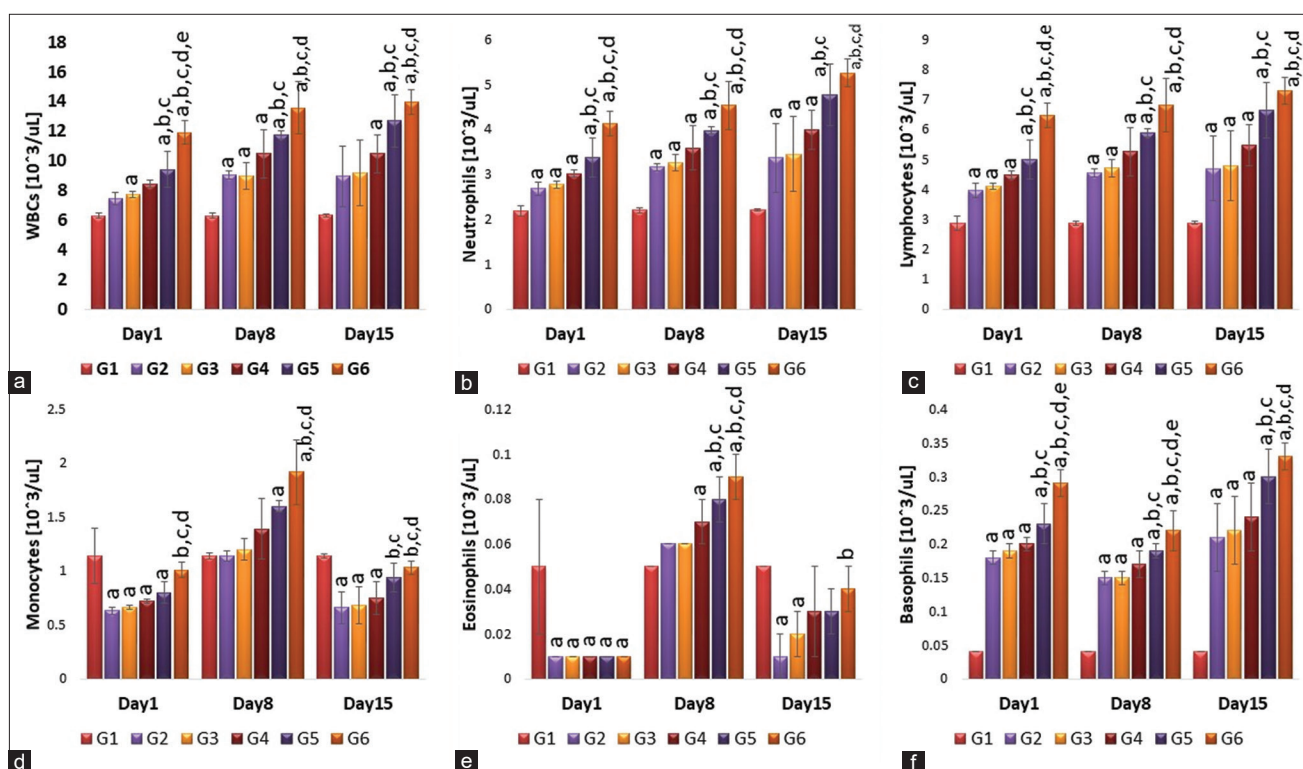 WBCs [10^3/uL]
18
16
14
12
10
8
6
4
2
0
a
a,b,c
a,b,c,d,e
a
a
a
a,b,c
a,b,c,d
a
a,b,c
a,b,c,d
Day1 Day8 Day15
G1 G2 G3 G4 G5 G6
a
Neutrophils [10^3/uL]
6
5
4
3
2
1
0
a
a
a
a,b,c
a,b,c,d
a
a
a
a,b,c
a,b,c,d
a
a
a
a,b,c
a,b,c,d
Day1 Day8 Day15
G1 G2 G3 G4 G5 G6
b
Lymphocytes [10^3/uL]
9
8
7
6
5
4
3
2
1
0
a
a
a
a,b,c
a,b,c,d,e
a
a
a
a,b,c
a,b,c,d
a
a
a
a,b,c
a,b,c,d
Day1 Day8 Day15
G1 G2 G3 G4 G5 G6
c
Monocytes [10^3/uL]
2.5
2
1.5
1
0.5
0
a
a
a
a
b,c,d
a
a,b,c,d
a
a
a
b,c
b,c,d
Day1 Day8 Day15
G1 G2 G3 G4 G5 G6
d
Eosinophils [10^3/uL]
0.12
0.1
0.08
0.06
0.04
0.02
0
a
a
a
a
a
a
a,b,c
a,b,c,d
a
a
b
Day1 Day8 Day15
G1 G2 G3 G4 G5 G6
e
Basophils [10^3/uL]
0.4
0.35
0.3
0.25
0.2
0.15
0.1
0.05
0
a
a
a
a,b,c
a,b,c,d,e
a
a
a
a,b,c
a,b,c,d,e
a
a
a
a,b,c
a,b,c,d
Day1 Day8 Day15
G1 G2 G3 G4 G5 G6
f